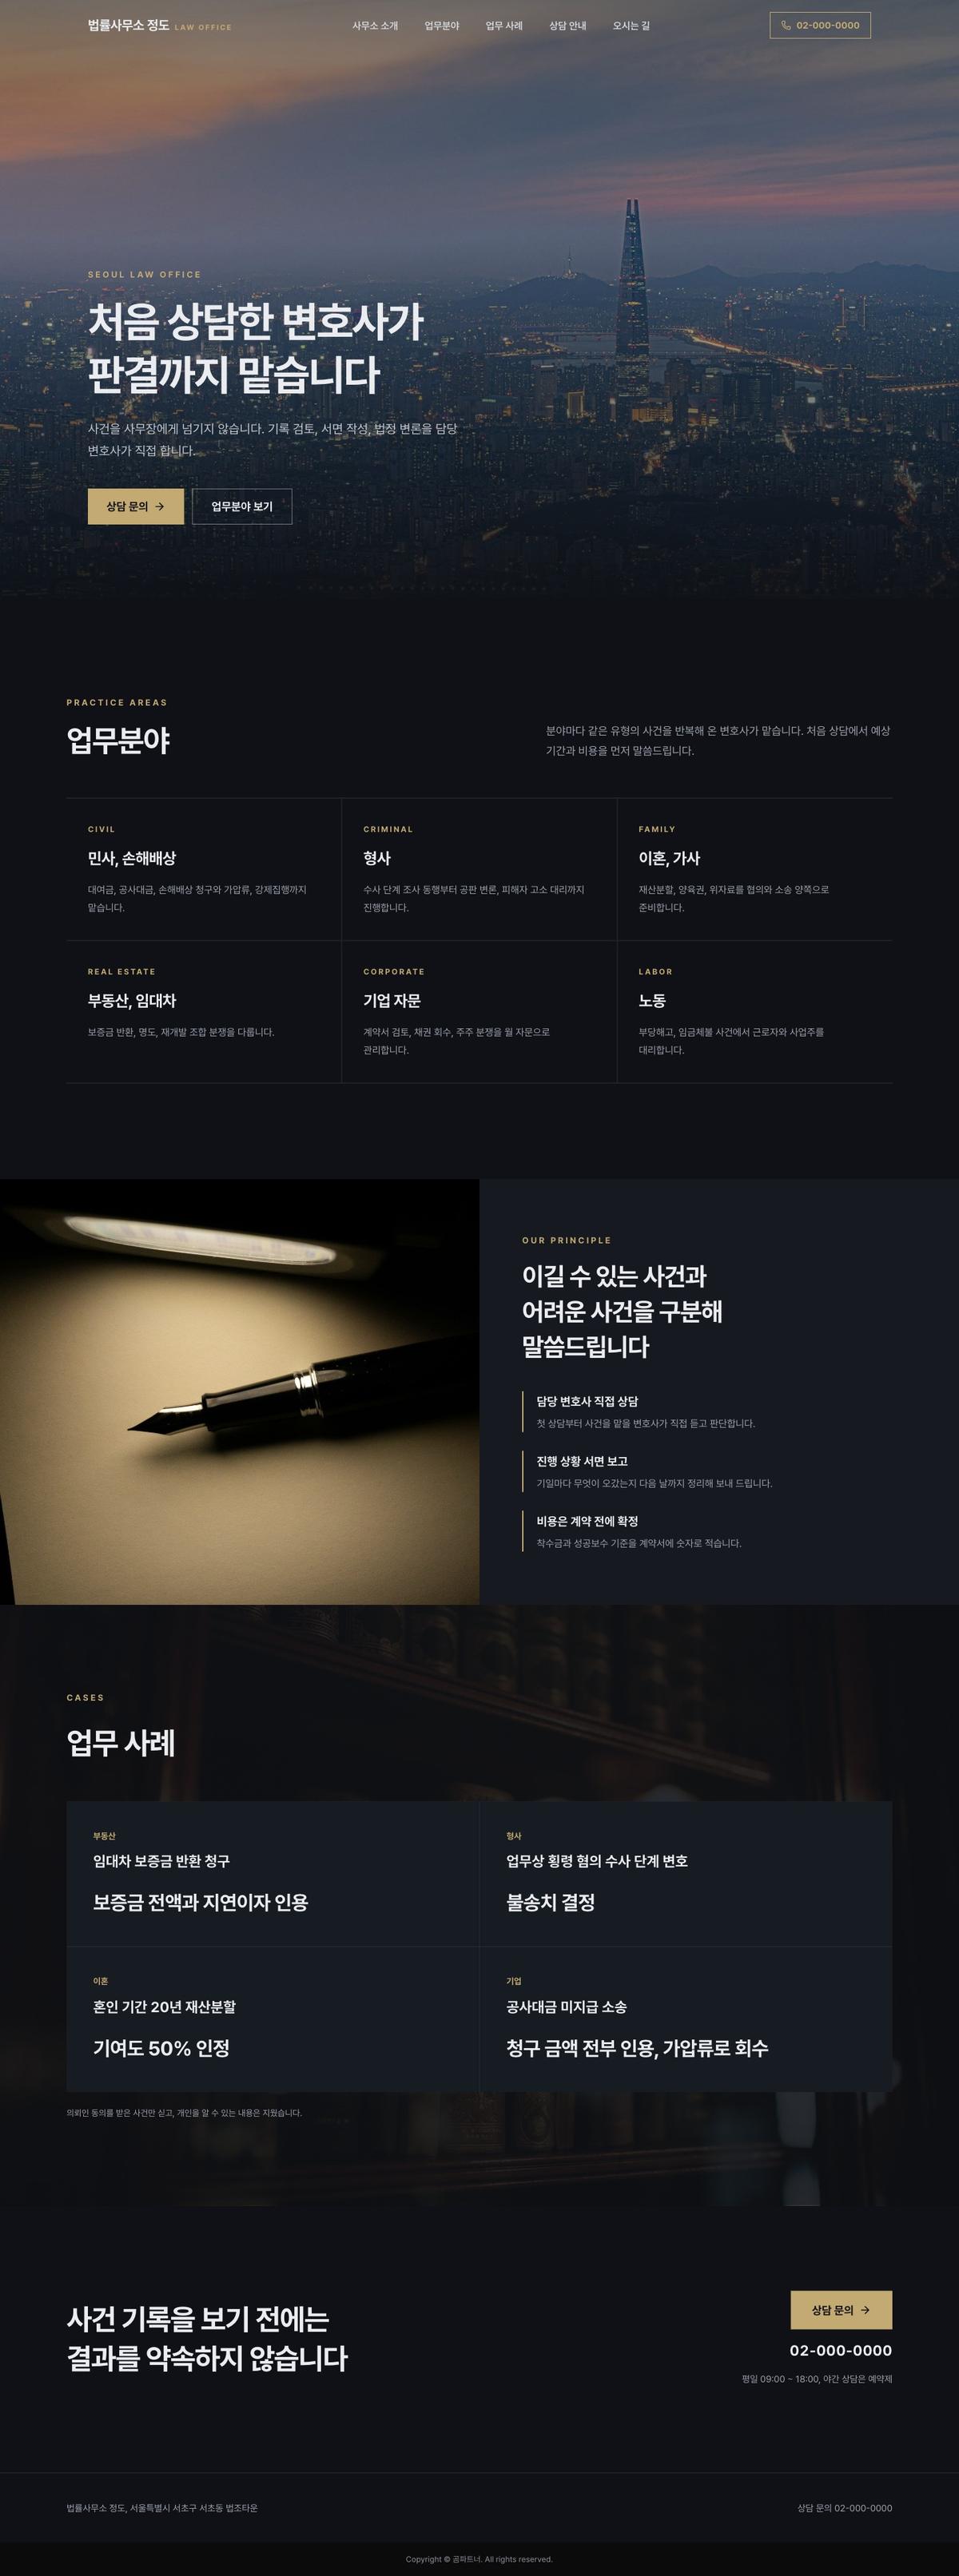 법률사무소 정도 LAW OFFICE
사무소 소개 업무분야 업무 사례 상담 안내 오시는 길
02-000-0000
SEOUL LAW OFFICE
처음 상담한 변호사가
판결까지 맡습니다
사건을 사무장에게 넘기지 않습니다. 기록 검토, 서면 작성, 법정 변론을 담당
변호사가 직접 합니다.
상담 문의 →
업무분야 보기
PRACTICE AREAS
업무분야
분야마다 같은 유형의 사건을 반복해 온 변호사가 맡습니다. 처음 상담에서 예상
기간과 비용을 먼저 말씀드립니다.
CIVIL
민사, 손해배상
대여금, 공사대금, 손해배상 청구와 가압류, 강제집행까지
맡습니다.
CRIMINAL
형사
수사 단계 조사 동행부터 공판 변론, 피해자 고소 대리까지
진행합니다.
FAMILY
이혼, 가사
재산분할, 양육권, 위자료를 협의와 소송 양쪽으로
준비합니다.
REAL ESTATE
부동산, 임대차
보증금 반환, 명도, 재개발 조합 분쟁을 다룹니다.
CORPORATE
기업 자문
계약서 검토, 채권 회수, 주주 분쟁을 월 자문으로
관리합니다.
LABOR
노동
부당해고, 임금체불 사건에서 근로자와 사업주를
대리합니다.
OUR PRINCIPLE
이길 수 있는 사건과
어려운 사건을 구분해
말씀드립니다
담당 변호사 직접 상담
첫 상담부터 사건을 맡을 변호사가 직접 듣고 판단합니다.
진행 상황 서면 보고
기일마다 무엇이 오갔는지 다음 날까지 정리해 보내 드립니다.
비용은 계약 전에 확정
착수금과 성공보수 기준을 계약서에 숫자로 적습니다.
CASES
업무 사례
부동산
임대차 보증금 반환 청구
보증금 전액과 지연이자 인용
형사
업무상 횡령 혐의 수사 단계 변호
불송치 결정
이혼
혼인 기간 20년 재산분할
기여도 50% 인정
기업
공사대금 미지급 소송
청구 금액 전부 인용, 가압류로 회수
의뢰인 동의를 받은 사건만 싣고, 개인을 알 수 있는 내용은 지웠습니다.
사건 기록을 보기 전에는
결과를 약속하지 않습니다
상담 문의 →
02-000-0000
평일 09:00 ~ 18:00, 야간 상담은 예약제
법률사무소 정도, 서울특별시 서초구 서초동 법조타운
상담 문의 02-000-0000
Copyright © 곰파트너. All rights reserved.